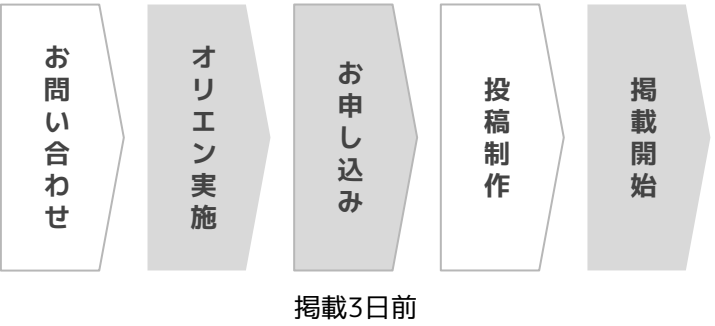 お問い合わせ
オリエン実施
お申し込み
投稿制作
掲載開始
掲載3日前